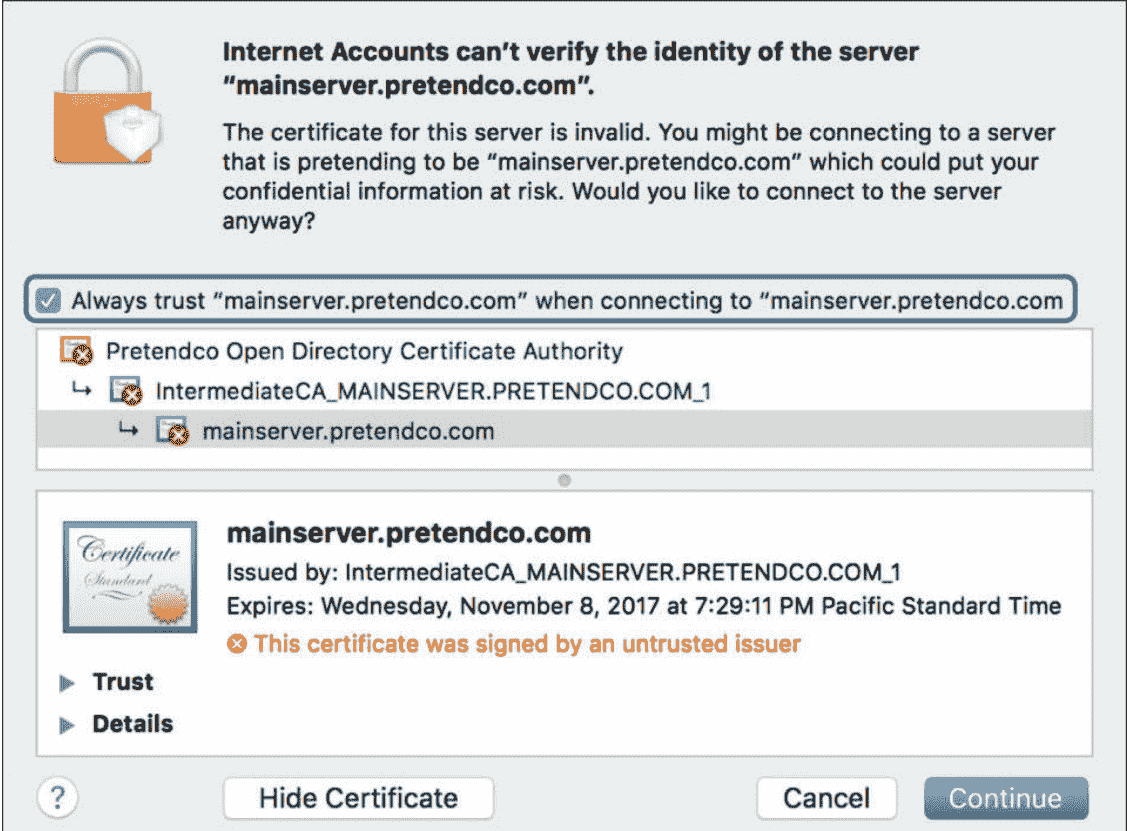 Internet Accounts can’t verify the identity of the server
“mainserver.pretendco.com”.
The certificate for this server is invalid. You might be connecting to a server
that is pretending to be “mainserver.pretendco.com” which could put your
confidential information at risk. Would you like to connect to the server
anyway?
Always trust “mainserver.pretendco.com” when connecting to “mainserver.pretendco.com
Pretendco Open Directory Certificate Authority
IntermediateCA_MAINSERVER.PRETENDCO.COM_1
mainserver.pretendco.com
Certificate
Standard
mainserver.pretendco.com
Issued by: IntermediateCA_MAINSERVER.PRETENDCO.COM_1
Expires: Wednesday, November 8, 2017 at 7:29:11 PM Pacific Standard Time
This certificate was signed by an untrusted issuer
Trust
Details
? Hide Certificate Cancel Continue